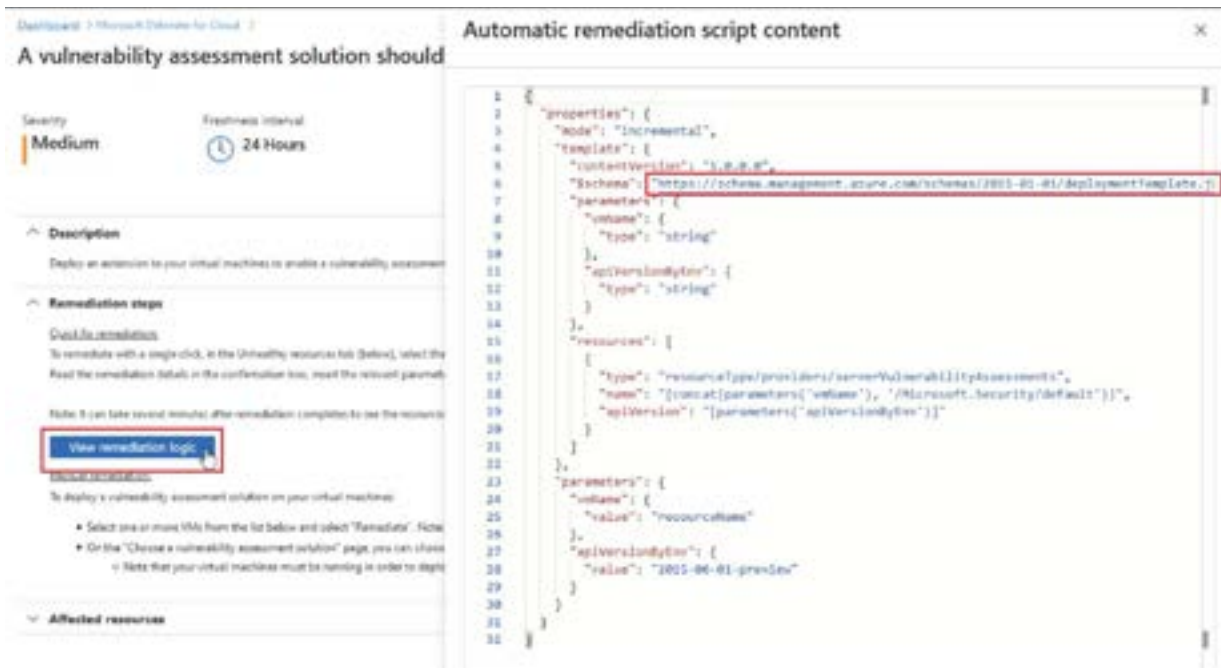 Dashboard > Microsoft Defender for Cloud >
A vulnerability assessment solution should
Severity
Medium
Freshness interval
24 Hours
Description
Deploy an extension to your virtual machines to enable a vulnerability assessment
Remediation steps
Quick fix remediation:
To remediate with a single click, in the Unhealthy resources tab (below), select the
Read the remediation details in the confirmation box, insert the relevant paramet
Note: It can take several minutes after remediation completes to see the resources
View remediation logic
Manual remediation:
To deploy a vulnerability assessment solution on your virtual machines:
• Select one or more VMs from the list below and select "Remediate". Note
• On the "Choose a vulnerability assessment solution" page, you can choos
Note that your virtual machines must be running in order to deplo
Affected resources
Automatic remediation script content
1 {
2 "properties": {
3 "mode": "Incremental",
4 "template": {
5 "contentVersion": "1.0.0.0",
6 "$schema": "https://schema.management.azure.com/schemas/2015-01-01/deploymentTemplate.j
7 "parameters": {
8 "vmName": {
9 "type": "string"
10 },
11 "apiVersionByEnv": {
12 "type": "string"
13 }
14 },
15 "resources": [
16 {
17 "type": "resourceType/providers/serverVulnerabilityAssessments",
18 "name": "[concat(parameters('vmName'), '/Microsoft.Security/default')]",
19 "apiVersion": "[parameters('apiVersionByEnv')]"
20 }
21 ]
22 },
23 "parameters": {
24 "vmName": {
25 "value": "resourceName"
26 },
27 "apiVersionByEnv": {
28 "value": "2015-06-01-preview"
29 }
30 }
31 }
32 }